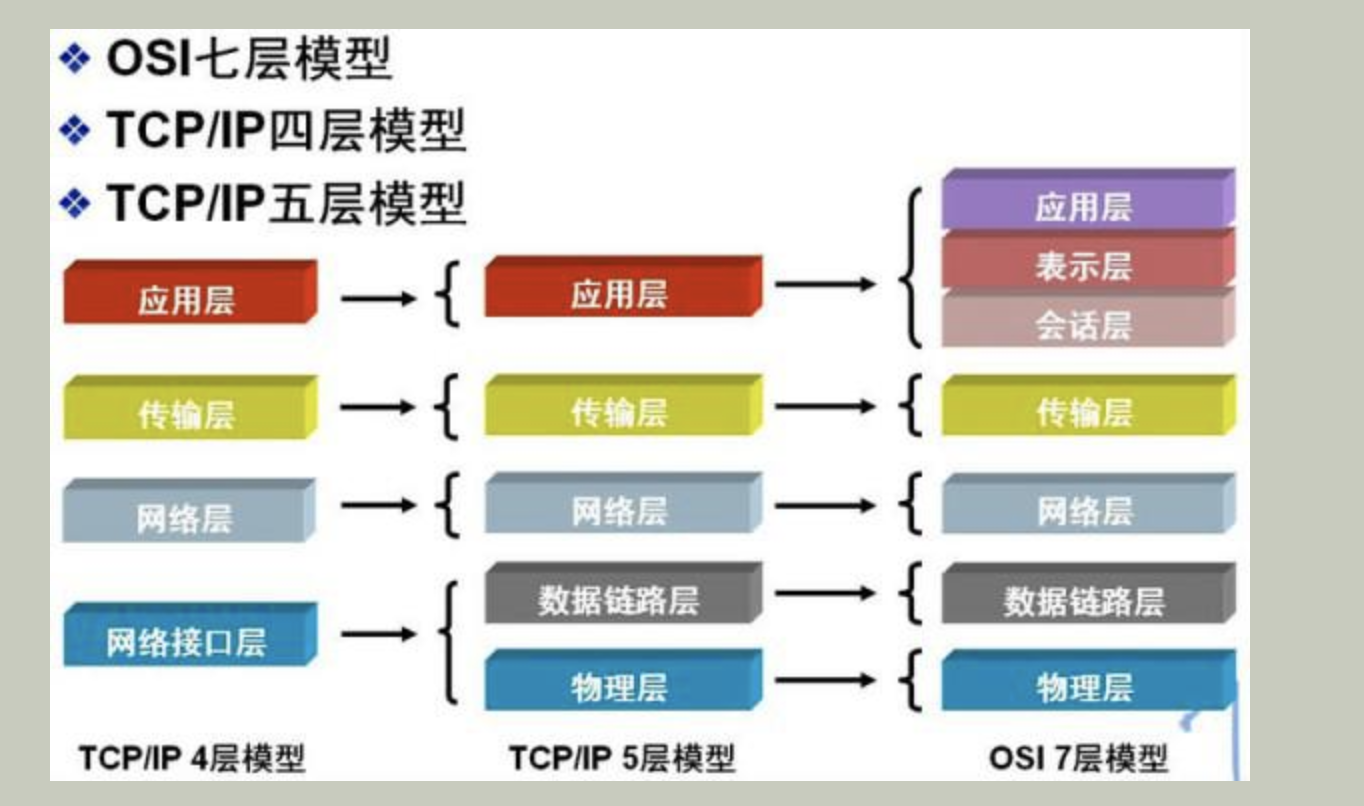 OSI七层模型
TCP/IP四层模型
TCP/IP五层模型
应用层
传输层
网络层
网络接口层
TCP/IP 4层模型
应用层
传输层
网络层
数据链路层
物理层
TCP/IP 5层模型
应用层
表示层
会话层
传输层
网络层
数据链路层
物理层
OSI 7层模型